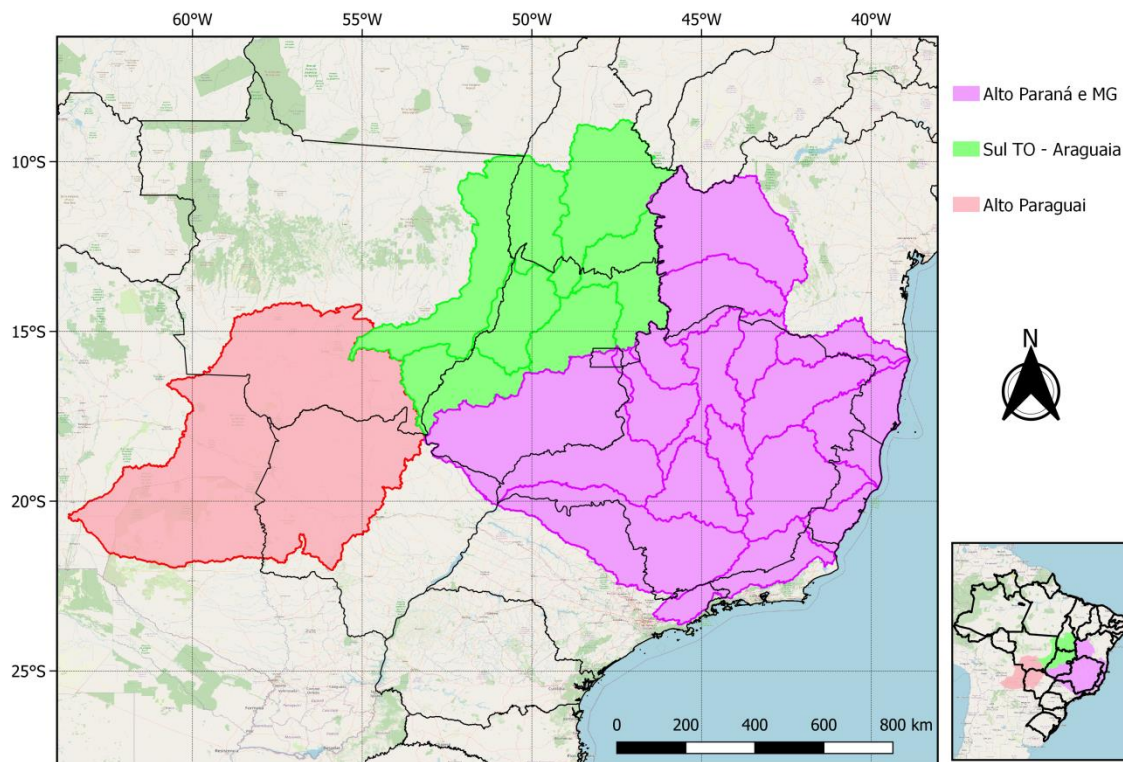 60°W 55°W 50°W 45°W 40°W
10°S
15°S
20°S
25°S
Alto Paraná e MG
Sul TO - Araguaia
Alto Paraguai
N
0 200 400 600 800 km